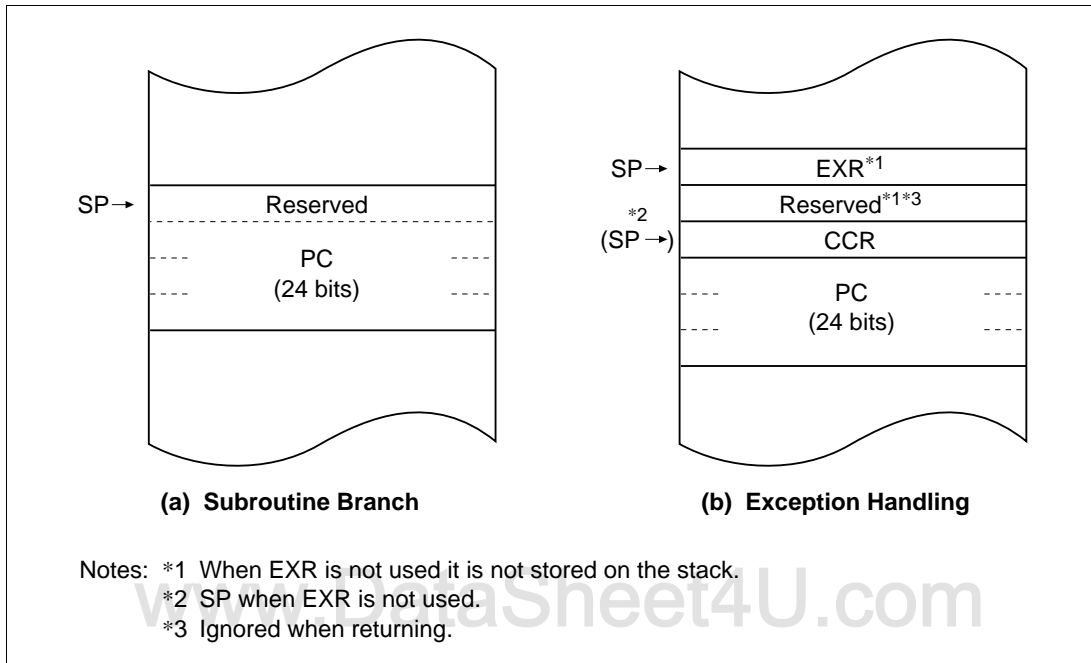 SP→
Reserved
PC
(24 bits)
(a) Subroutine Branch
SP→
EXR*1
Reserved*1*3
*2
(SP→)
CCR
PC
(24 bits)
(b) Exception Handling
Notes: *1 When EXR is not used it is not stored on the stack.
*2 SP when EXR is not used.
*3 Ignored when returning.
www.DataSheet4U.com